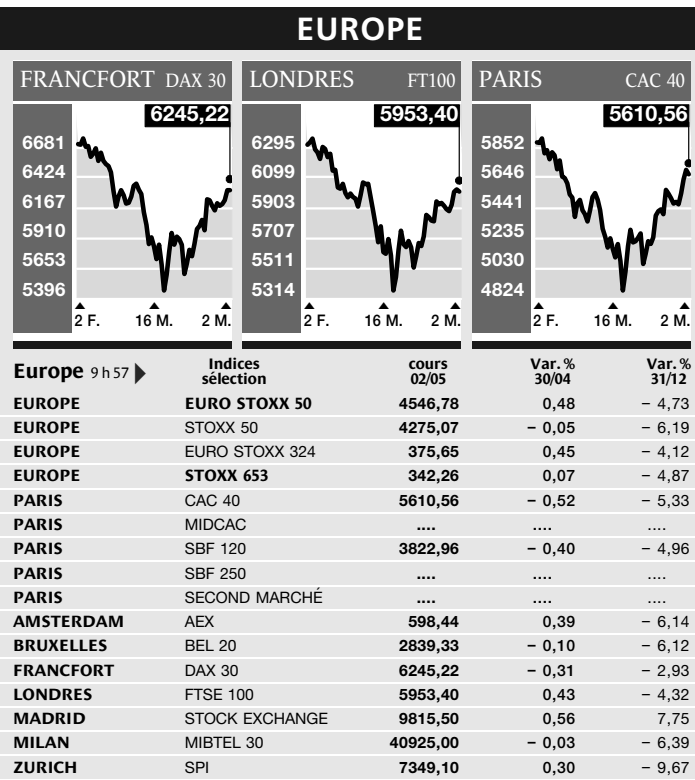 EUROPE
FRANCFORT DAX 30
6245,22
6681
6424
6167
5910
5653
5396
2 F. 16 M. 2 M.
LONDRES FT100
5953,40
6295
6099
5903
5707
5511
5314
2 F. 16 M. 2 M.
PARIS CAC 40
5610,56
5852
5646
5441
5235
5030
4824
2 F. 16 M. 2 M.
Europe 9 h 57 Indices sélection cours 02/05 Var. % 30/04 Var. % 31/12
EUROPE EURO STOXX 50 4546,78 0,48 – 4,73
EUROPE STOXX 50 4275,07 – 0,05 – 6,19
EUROPE EURO STOXX 324 375,65 0,45 – 4,12
EUROPE STOXX 653 342,26 0,07 – 4,87
PARIS CAC 40 5610,56 – 0,52 – 5,33
PARIS MIDCAC .... .... ....
PARIS SBF 120 3822,96 – 0,40 – 4,96
PARIS SBF 250 .... .... ....
PARIS SECOND MARCHÉ .... .... ....
AMSTERDAM AEX 598,44 0,39 – 6,14
BRUXELLES BEL 20 2839,33 – 0,10 – 6,12
FRANCFORT DAX 30 6245,22 – 0,31 – 2,93
LONDRES FTSE 100 5953,40 0,43 – 4,32
MADRID STOCK EXCHANGE 9815,50 0,56 7,75
MILAN MIBTEL 30 40925,00 – 0,03 – 6,39
ZURICH SPI 7349,10 0,30 – 9,67